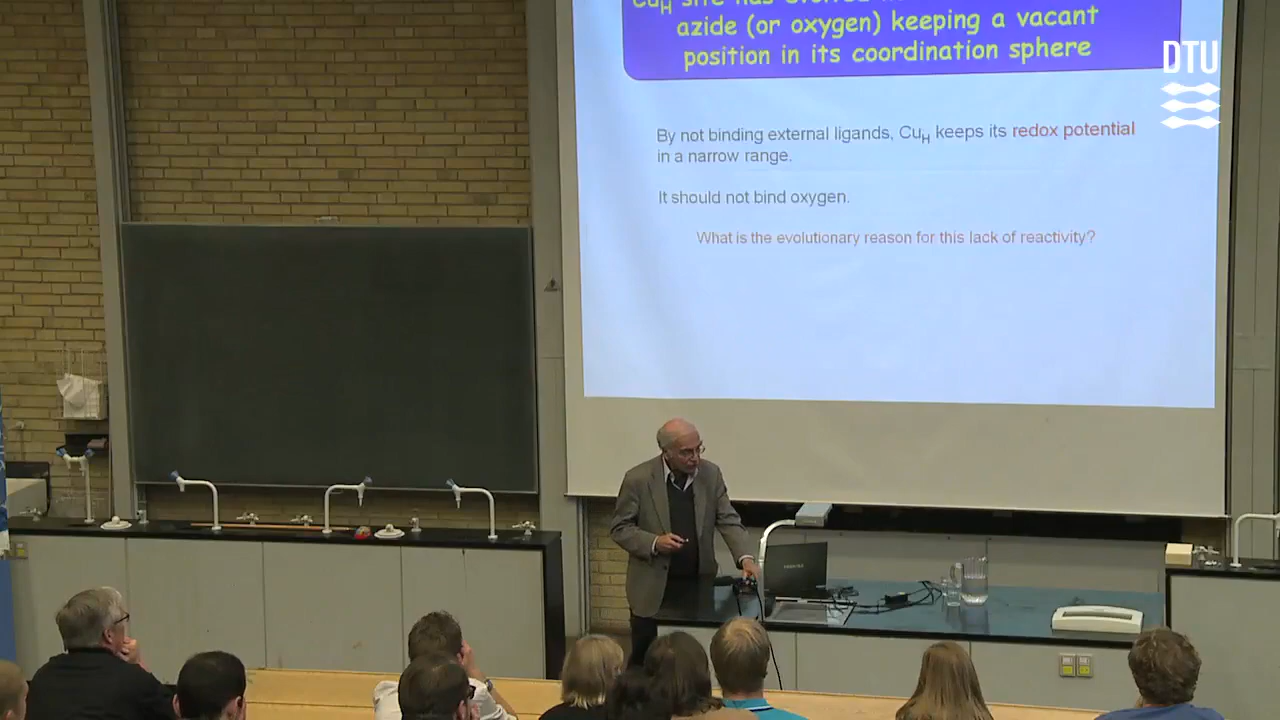 azide (or oxygen) keeping a vacant
position in its coordination sphere
DTU
By not binding external ligands, CuH keeps its redox potential
in a narrow range.
It should not bind oxygen.
What is the evolutionary reason for this lack of reactivity?